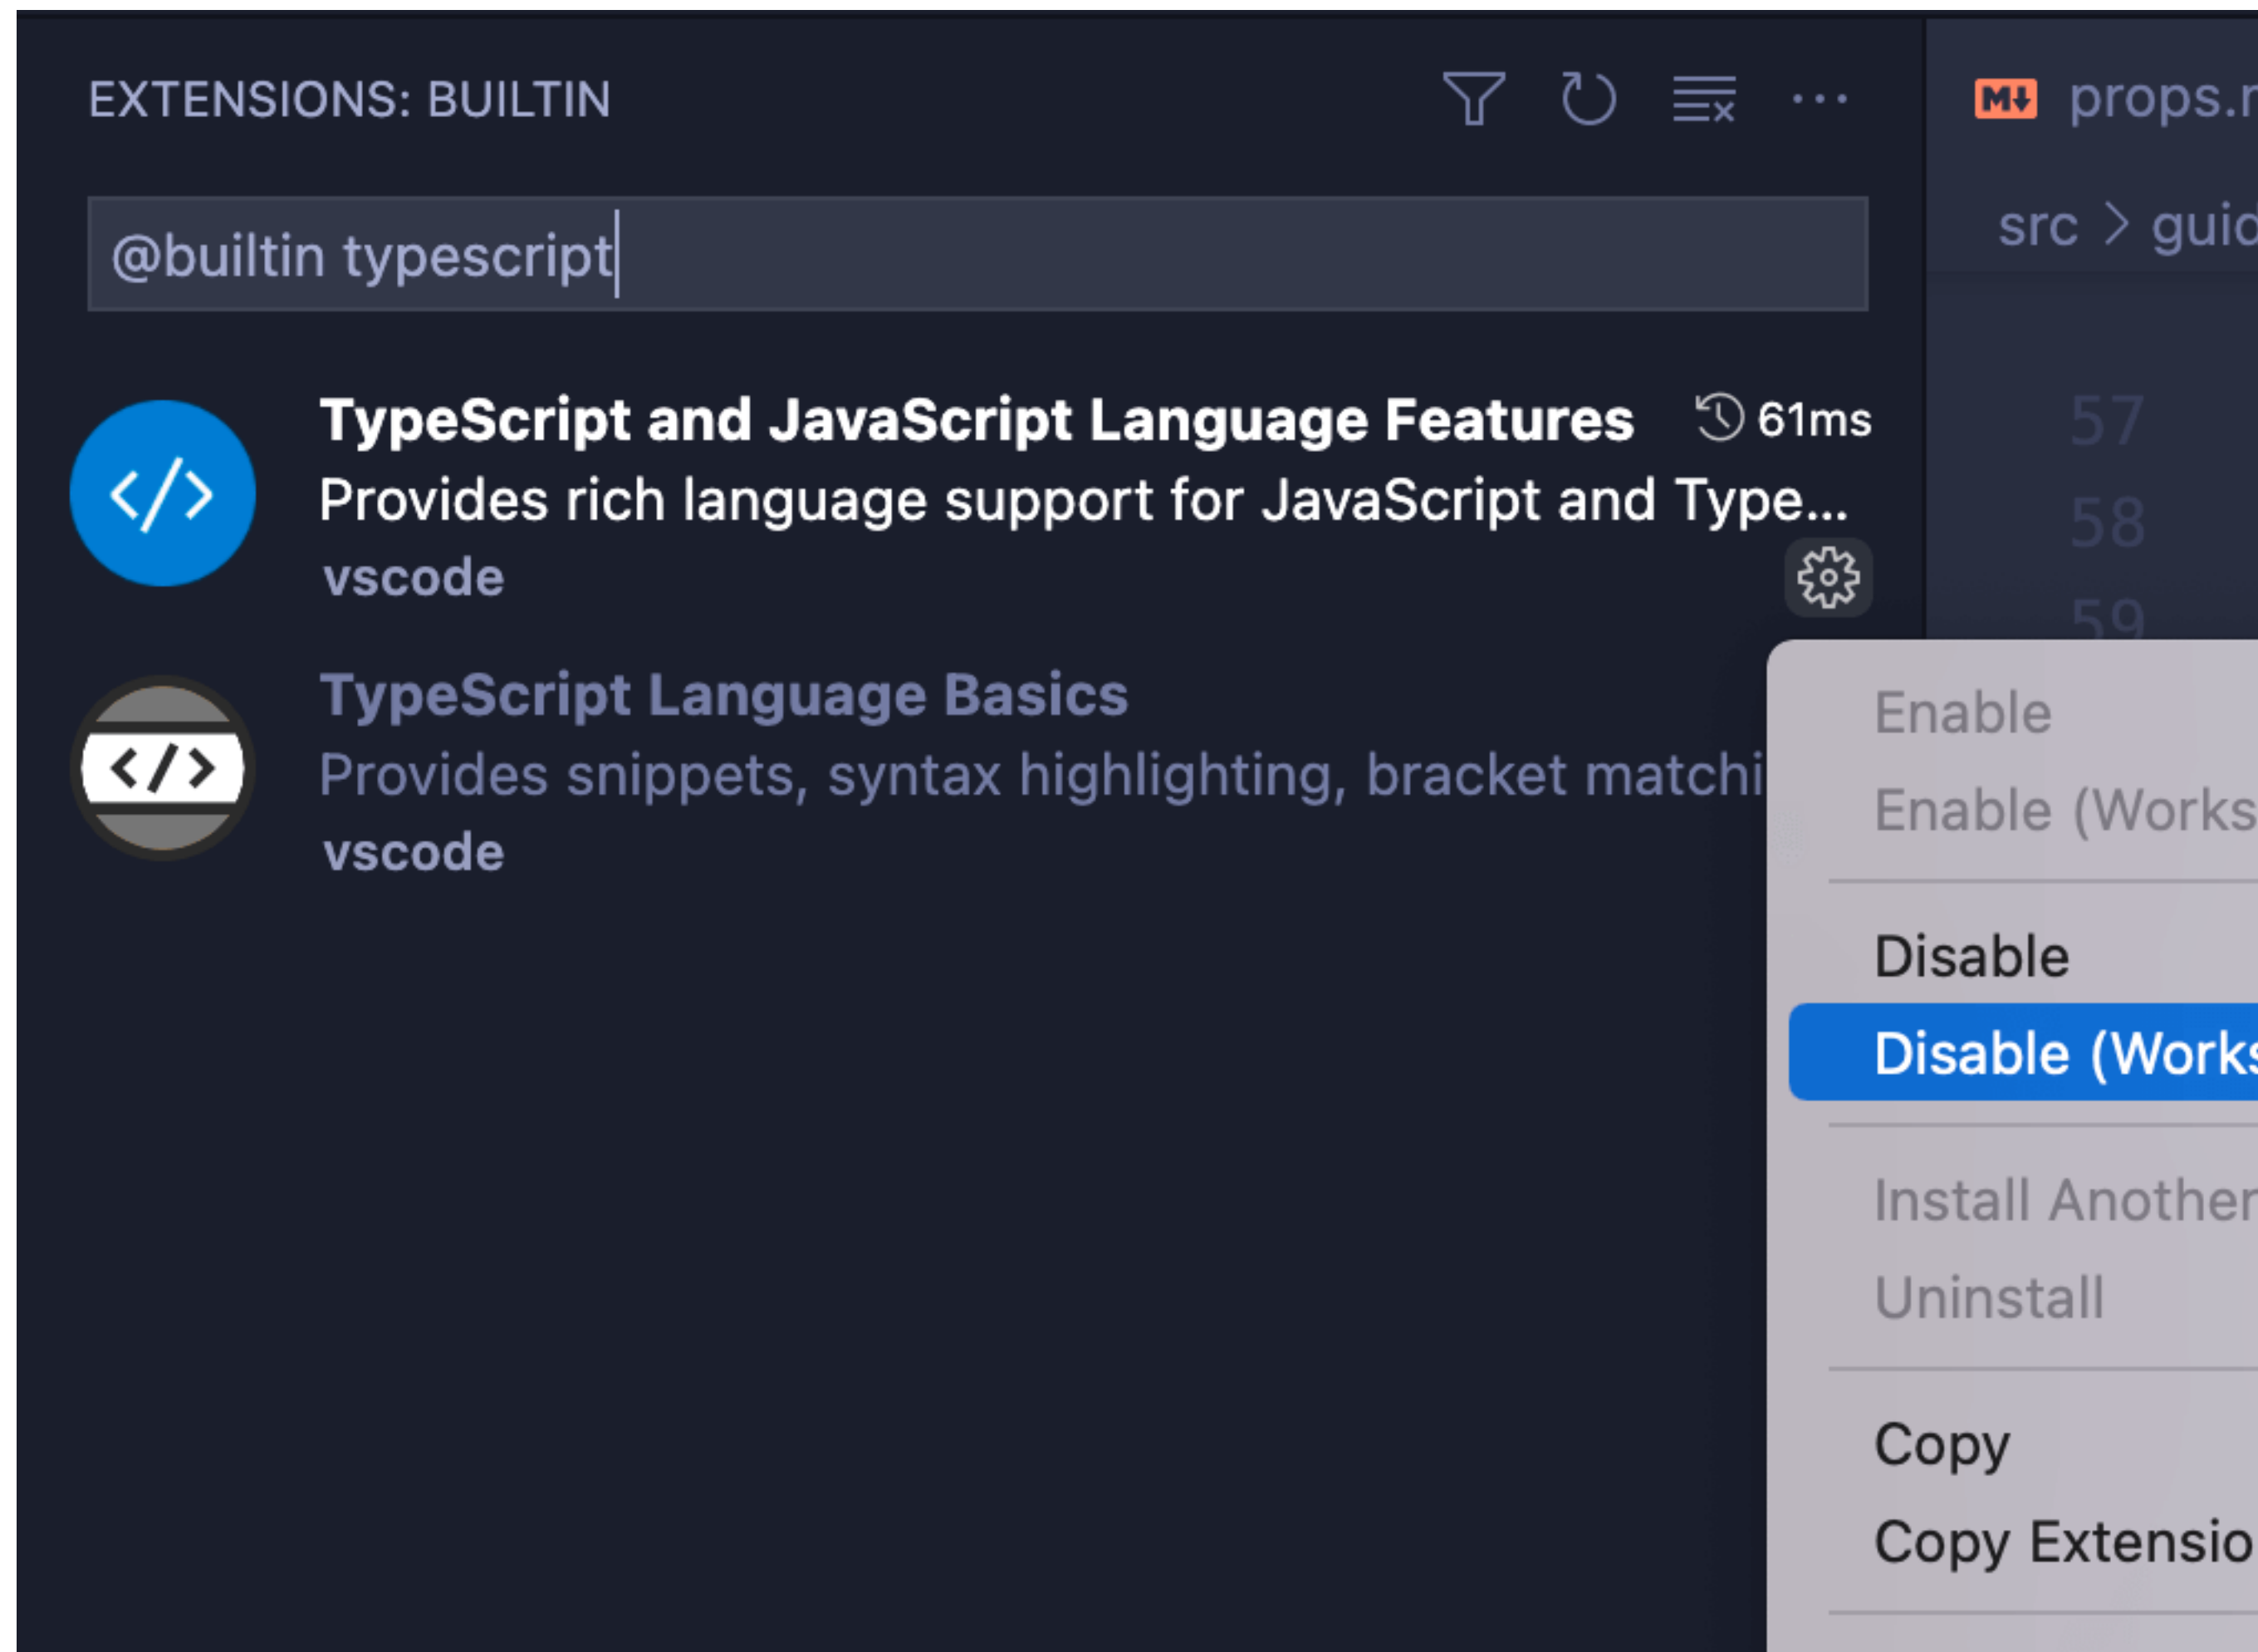 EXTENSIONS: BUILTIN
@builtin typescript
TypeScript and JavaScript Language Features 61ms
Provides rich language support for JavaScript and Type...
vscode
TypeScript Language Basics
Provides snippets, syntax highlighting, bracket matchi
vscode
props.
src > guid
57
58
59
Enable
Enable (Works
Disable
Disable (Works
Install Another
Uninstall
Copy
Copy Extensio